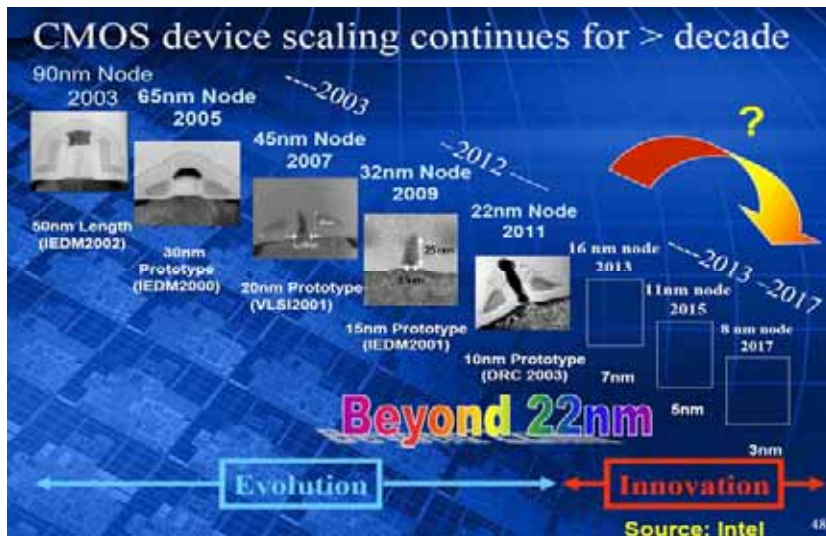 CMOS device scaling continues for > decade
90nm Node
2003
50nm Length
(IEDM2002)
65nm Node
2005
30nm
Prototype
(IEDM2000)
----2003
45nm Node
2007
20nm Prototype
(VLSI2001)
--2012----
32nm Node
2009
25 nm
15nm
15nm Prototype
(IEDM2001)
22nm Node
2011
10nm Prototype
(DRC 2003)
?
16 nm node
2013
7nm
----2013 --2017
11nm node
2015
5nm
8 nm node
2017
3nm
Beyond 22nm
Evolution
Innovation
Source: Intel
48